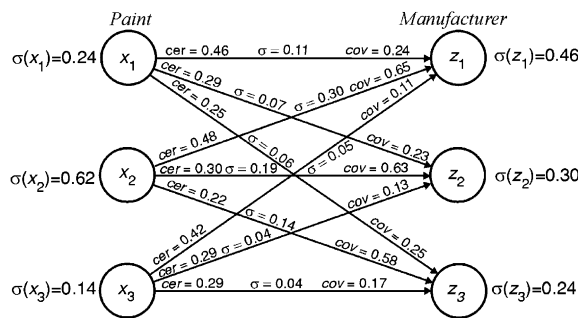 Paint Manufacturer
σ(x₁)=0.24 x₁ cer = 0.46 σ = 0.11 cov = 0.24 z₁ σ(z₁)=0.46
cer = 0.29 σ = 0.07 cov = 0.23
cer = 0.25 σ = 0.06 cov = 0.25
cer = 0.48 σ = 0.30 cov = 0.65
σ(x₂)=0.62 x₂ cer = 0.30 σ = 0.19 cov = 0.63 z₂ σ(z₂)=0.30
cer = 0.22 σ = 0.14 cov = 0.58
cer = 0.42 σ = 0.05 cov = 0.11
cer = 0.29 σ = 0.04 cov = 0.13
σ(x₃)=0.14 x₃ cer = 0.29 σ = 0.04 cov = 0.17 z₃ σ(z₃)=0.24